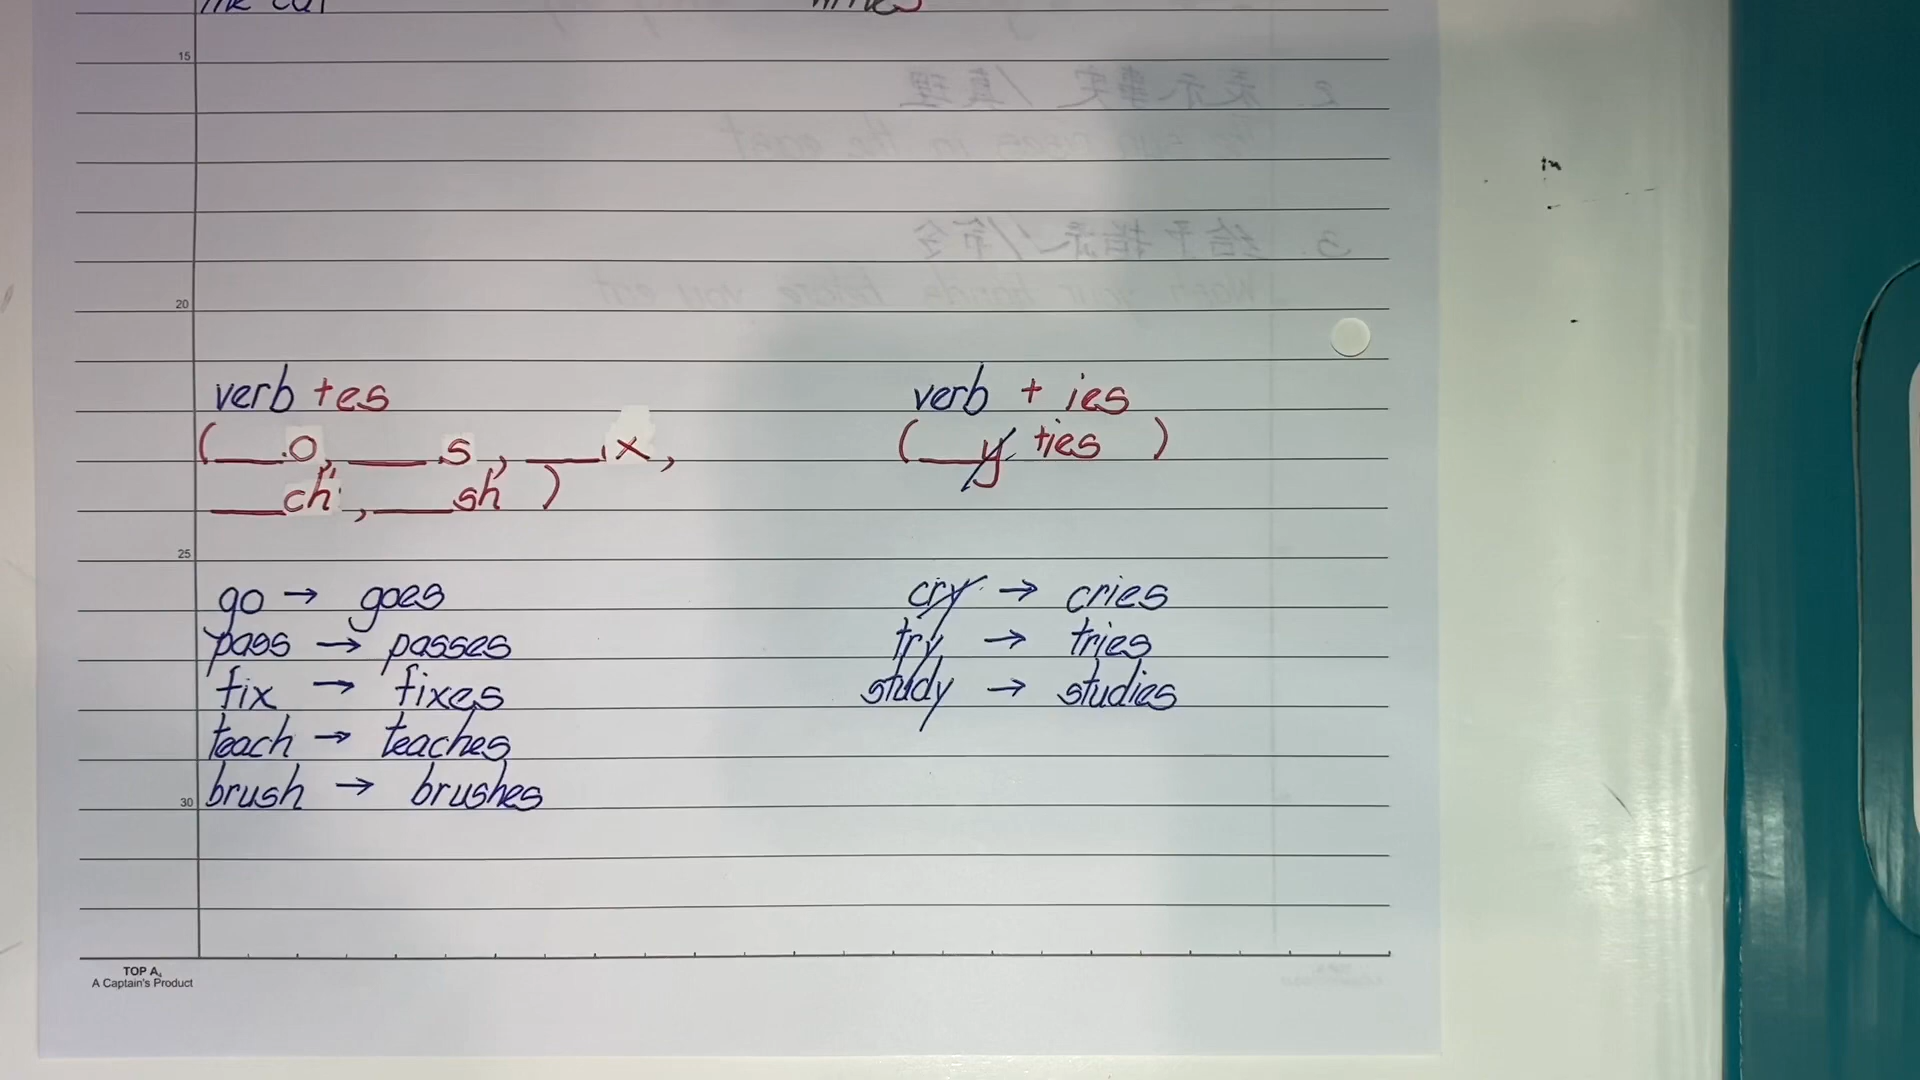 15
20
verb +es
verb + ies
(___o, ___s, ___x,
(___y +ies )
___ch, ___sh )
25
go → goes
cry → cries
pass → passes
try → tries
fix → fixes
study → studies
teach → teaches
brush → brushes
30
TOP A4
A Captain's Product